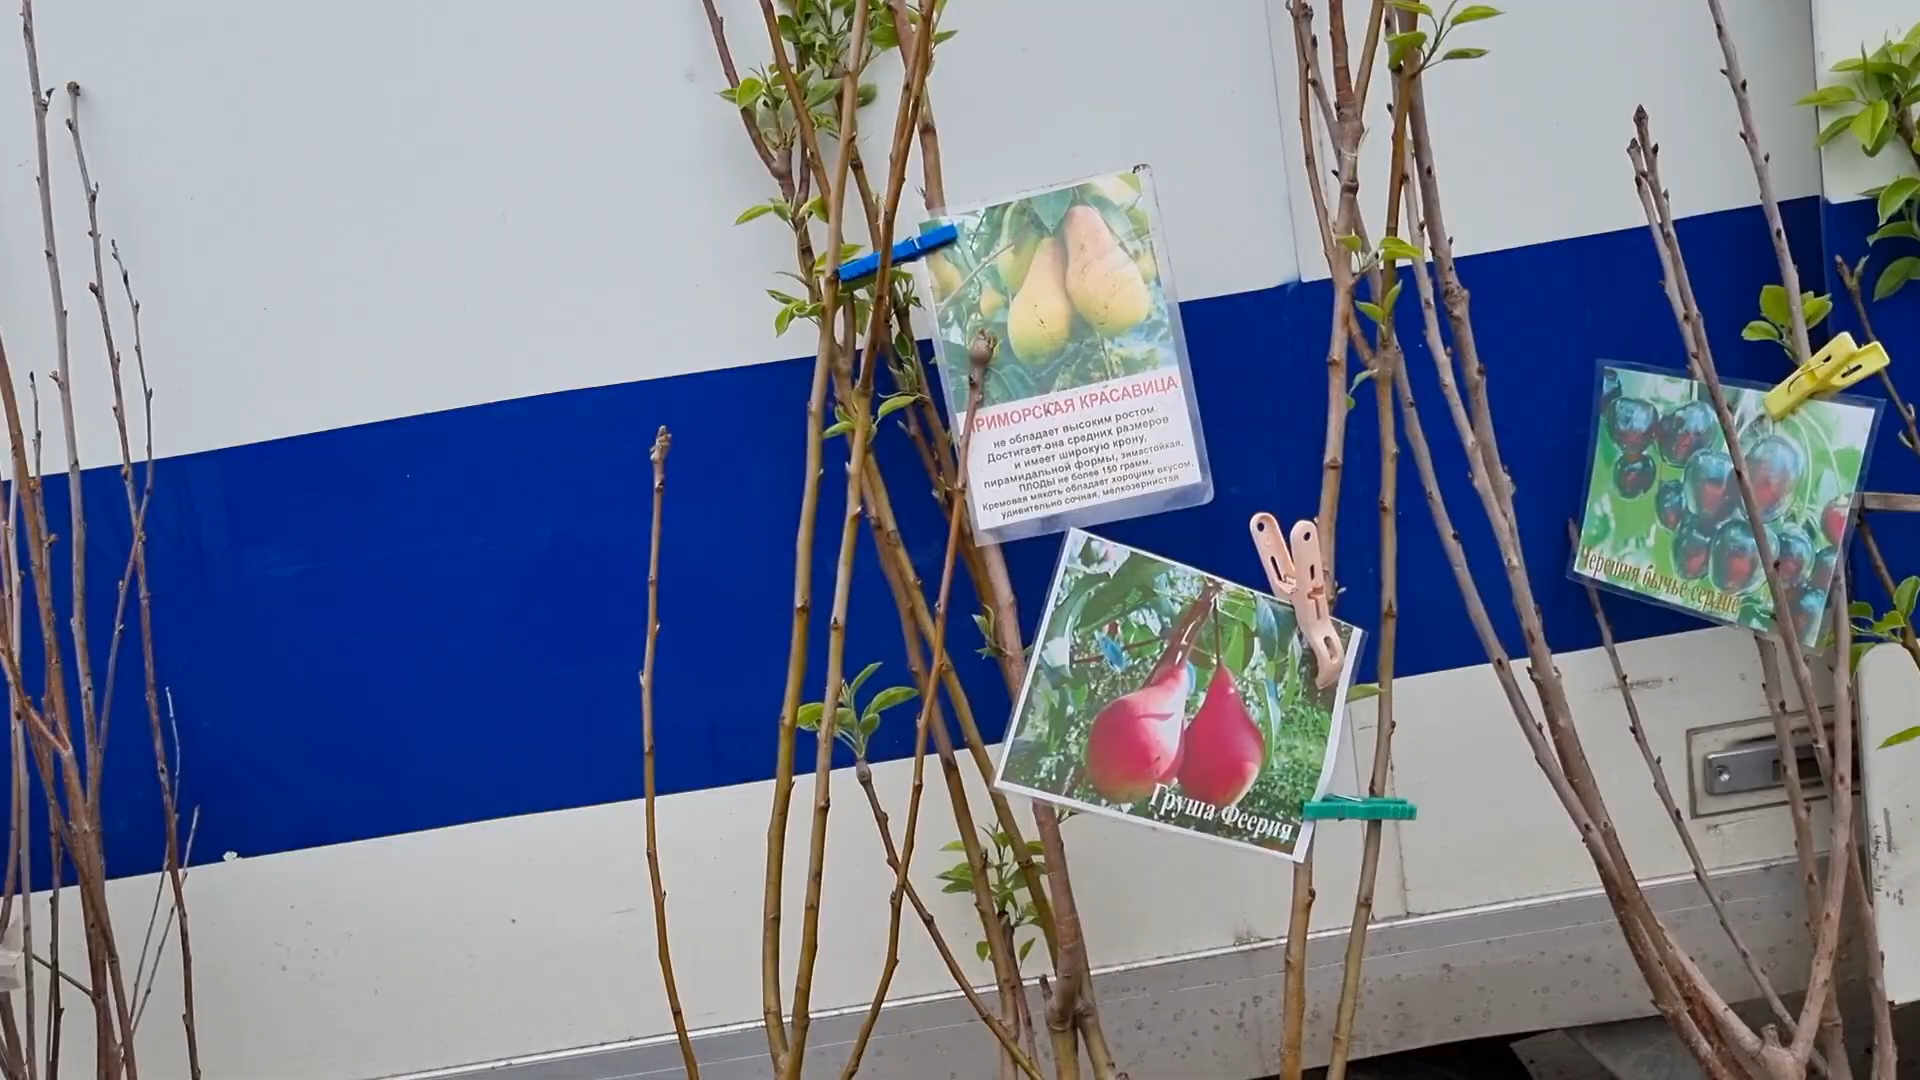 ПРИМОРСКАЯ КРАСАВИЦА
не обладает высоким ростом.
Достигает она средних размеров
и имеет широкую крону,
пирамидальной формы, зимастойкая,
ПЛОДЫ не более 150 грамм.
Кремовая мякоть обладает хорошим вкусом,
удивительно сочная, мелкозернистая
Груша Феерия
Черешня бычье сердце